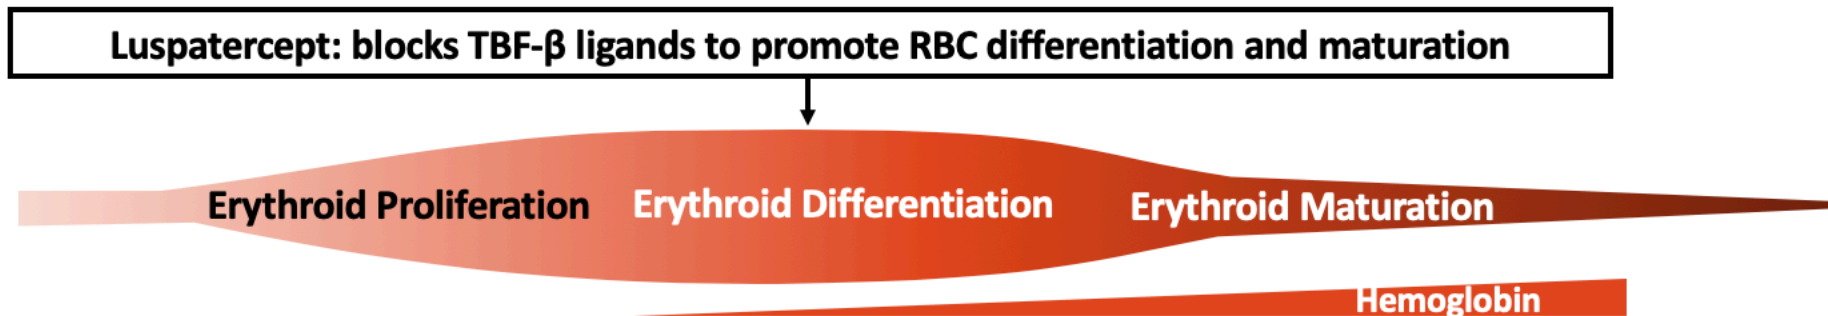 Luspatercept: blocks TBF-β ligands to promote RBC differentiation and maturation
Erythroid Proliferation
Erythroid Differentiation
Erythroid Maturation
Hemoglobin